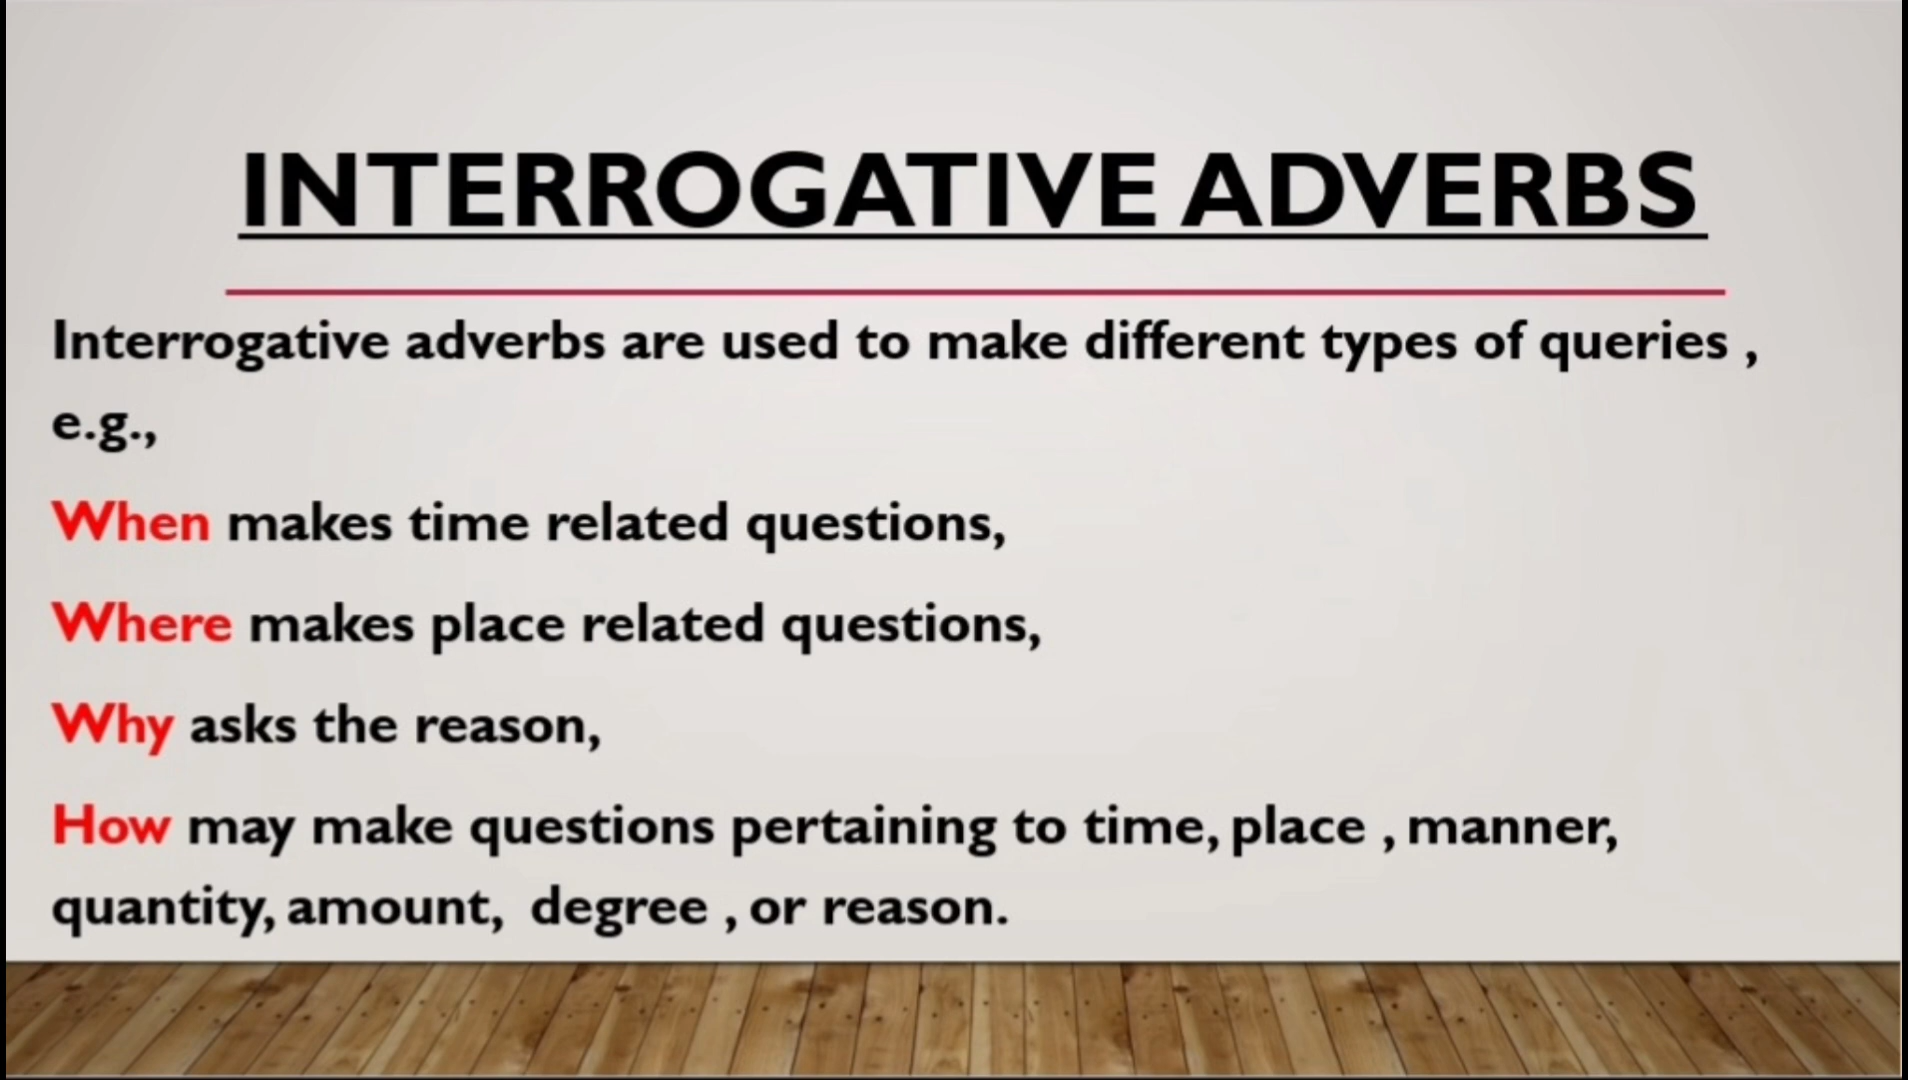 INTERROGATIVE ADVERBS
Interrogative adverbs are used to make different types of queries ,
e.g.,
When makes time related questions,
Where makes place related questions,
Why asks the reason,
How may make questions pertaining to time, place , manner,
quantity, amount,  degree , or reason.